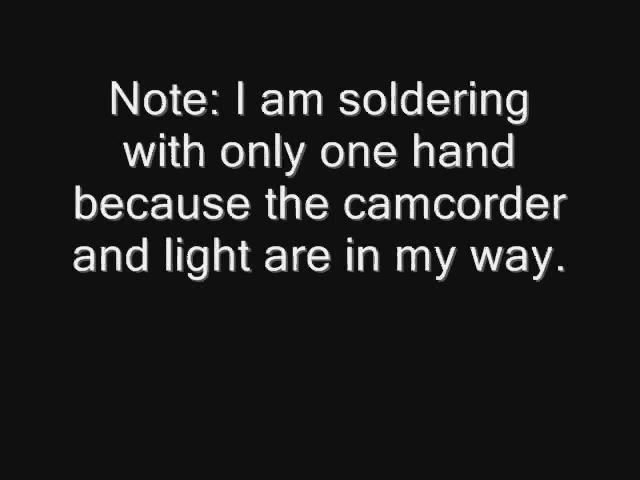 Note: I am soldering
with only one hand
because the camcorder
and light are in my way.